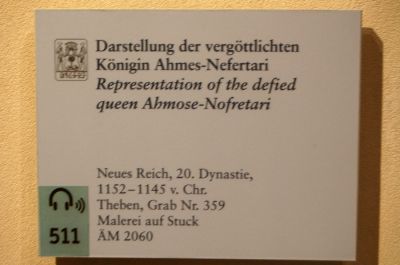 Darstellung der vergöttlichten
Königin Ahmes-Nefertari
Representation of the defied
queen Ahmose-Nofretari
Neues Reich, 20. Dynastie,
1152–1145 v. Chr.
Theben, Grab Nr. 359
Malerei auf Stuck
ÄM 2060
511